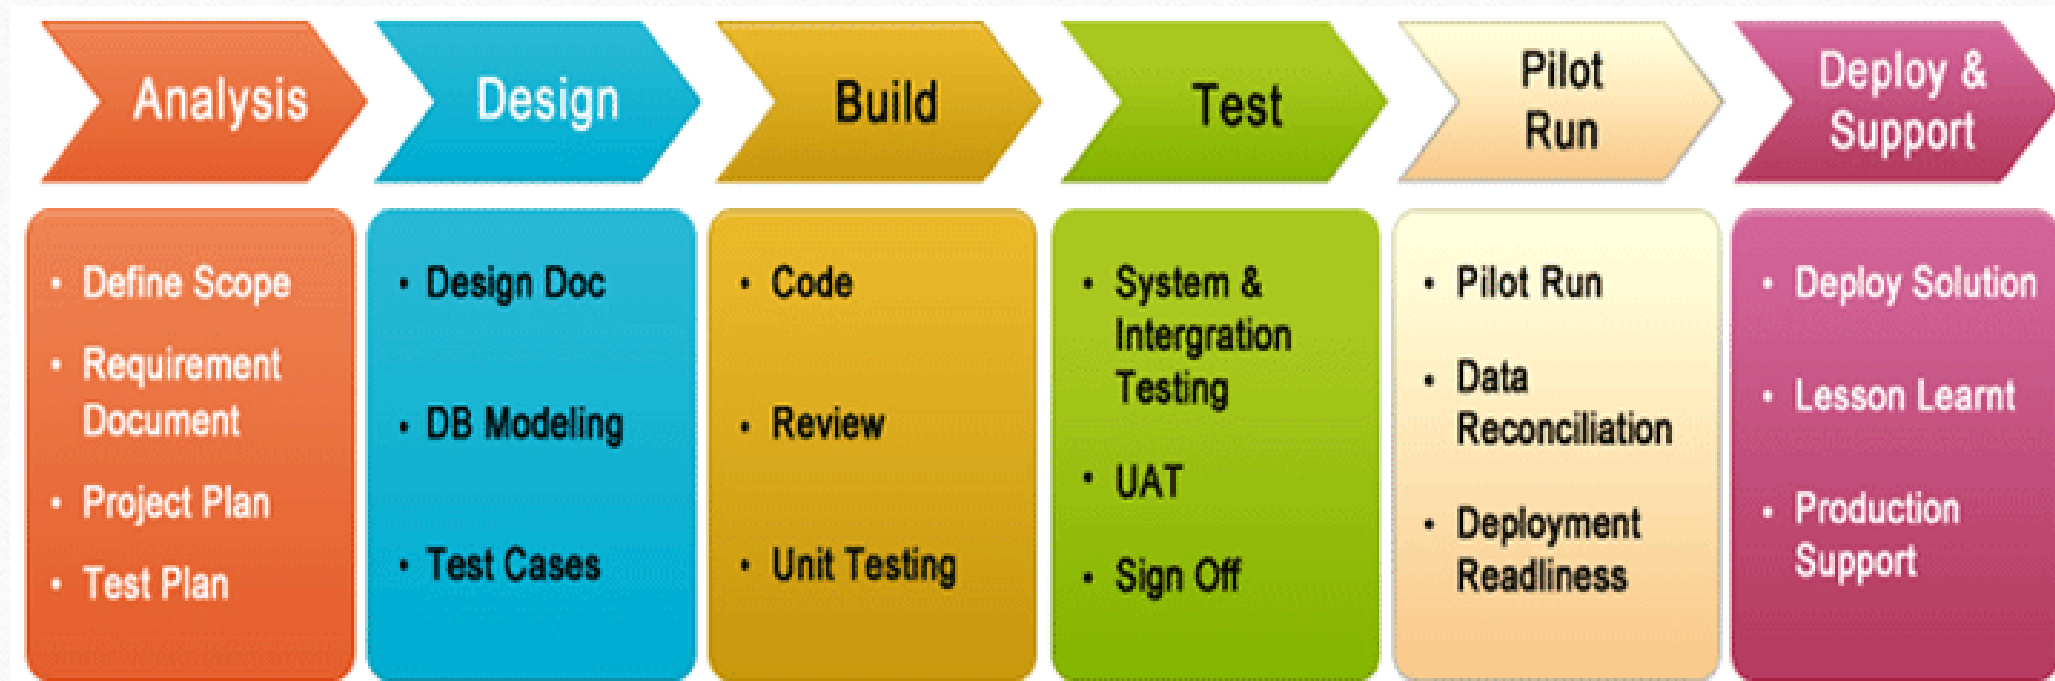 Analysis
Design
Build
Test
Pilot
Run
Deploy &
Support
• Define Scope
• Requirement
Document
• Project Plan
• Test Plan
• Design Doc
• DB Modeling
• Test Cases
• Code
• Review
• Unit Testing
• System &
Intergration
Testing
• UAT
• Sign Off
• Pilot Run
• Data
Reconciliation
• Deployment
Readliness
• Deploy Solution
• Lesson Learnt
• Production
Support